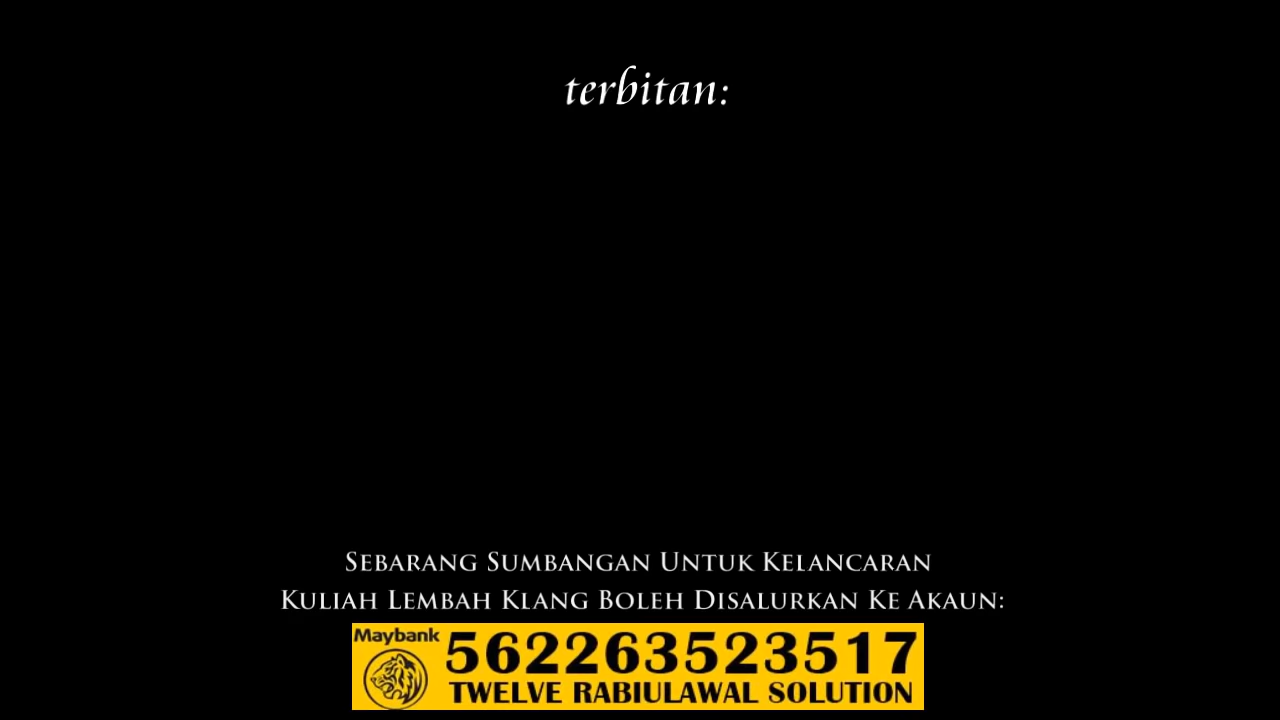 terbitan:
Sebarang Sumbangan Untuk Kelancaran
Kuliah Lembah Klang Boleh Disalurkan Ke Akaun:
Maybank
562263523517
TWELVE RABIULAWAL SOLUTION